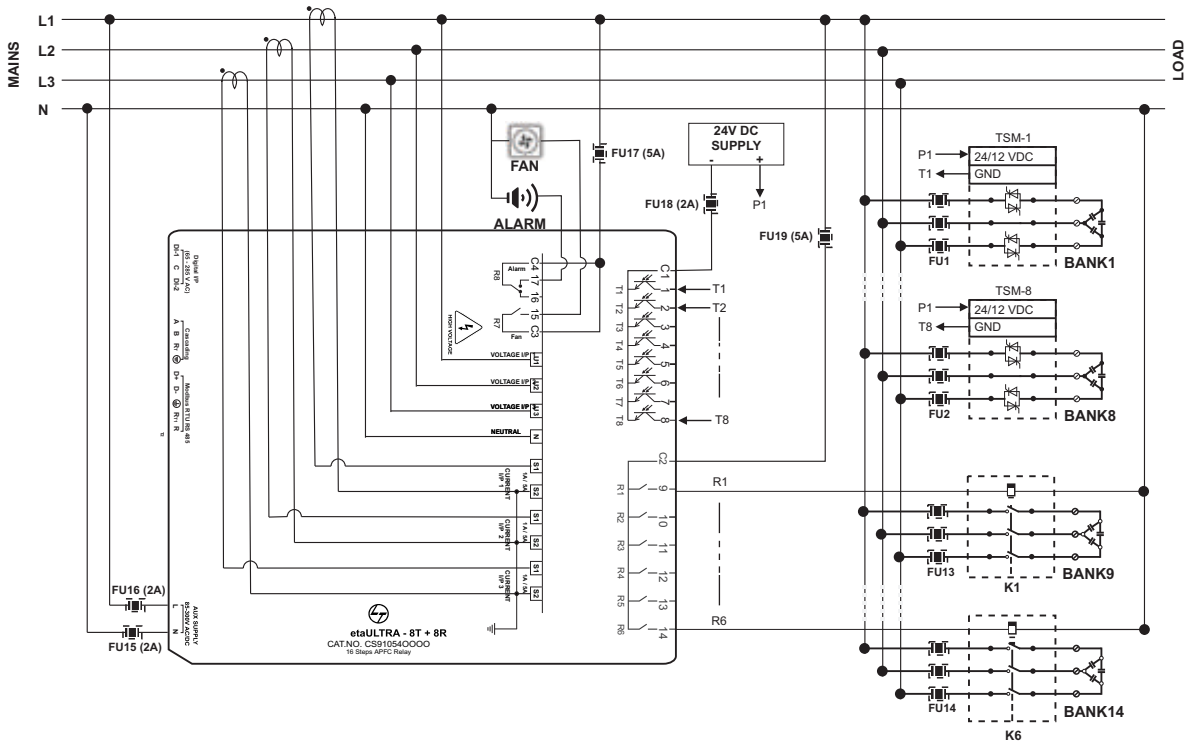 MAINS
L1
L2
L3
N
LOAD
FAN
ALARM
FU17 (5A)
24V DC
SUPPLY
-
+
FU18 (2A)
P1
FU19 (5A)
TSM-1
P1
24/12 VDC
T1
GND
FU1
BANK1
TSM-8
P1
24/12 VDC
T8
GND
FU2
BANK8
FU13
BANK9
K1
FU14
BANK14
K6
Digital I/P
(65 - 285 V AC)
DI-1 C DI-2
Cascading
A B
Modbus RTU RS 485
D+ D-
R
AUX SUPPLY
85-300V AC/DC
L
N
FU16 (2A)
FU15 (2A)
C4
Alarm
R8
17
16
15
R7
C3
Fan
HIGH VOLTAGE
VOLTAGE I/P
U1
VOLTAGE I/P
U2
VOLTAGE I/P
U3
NEUTRAL
N
S1
CURRENT
I/P 1
1A / 5A
S2
S1
CURRENT
I/P 2
1A / 5A
S2
S1
CURRENT
I/P 3
1A / 5A
S2
C1
T1 1 T1
T2 2 T2
T3 3
T4 4
T5 5
T6 6
T7 7
T8 8 T8
C2
R1 9 R1
R2 10
R3 11
R4 12
R5 13
R6 14 R6
etaULTRA - 8T + 8R
CAT.NO. CS91054OOOO
16 Steps APFC Relay